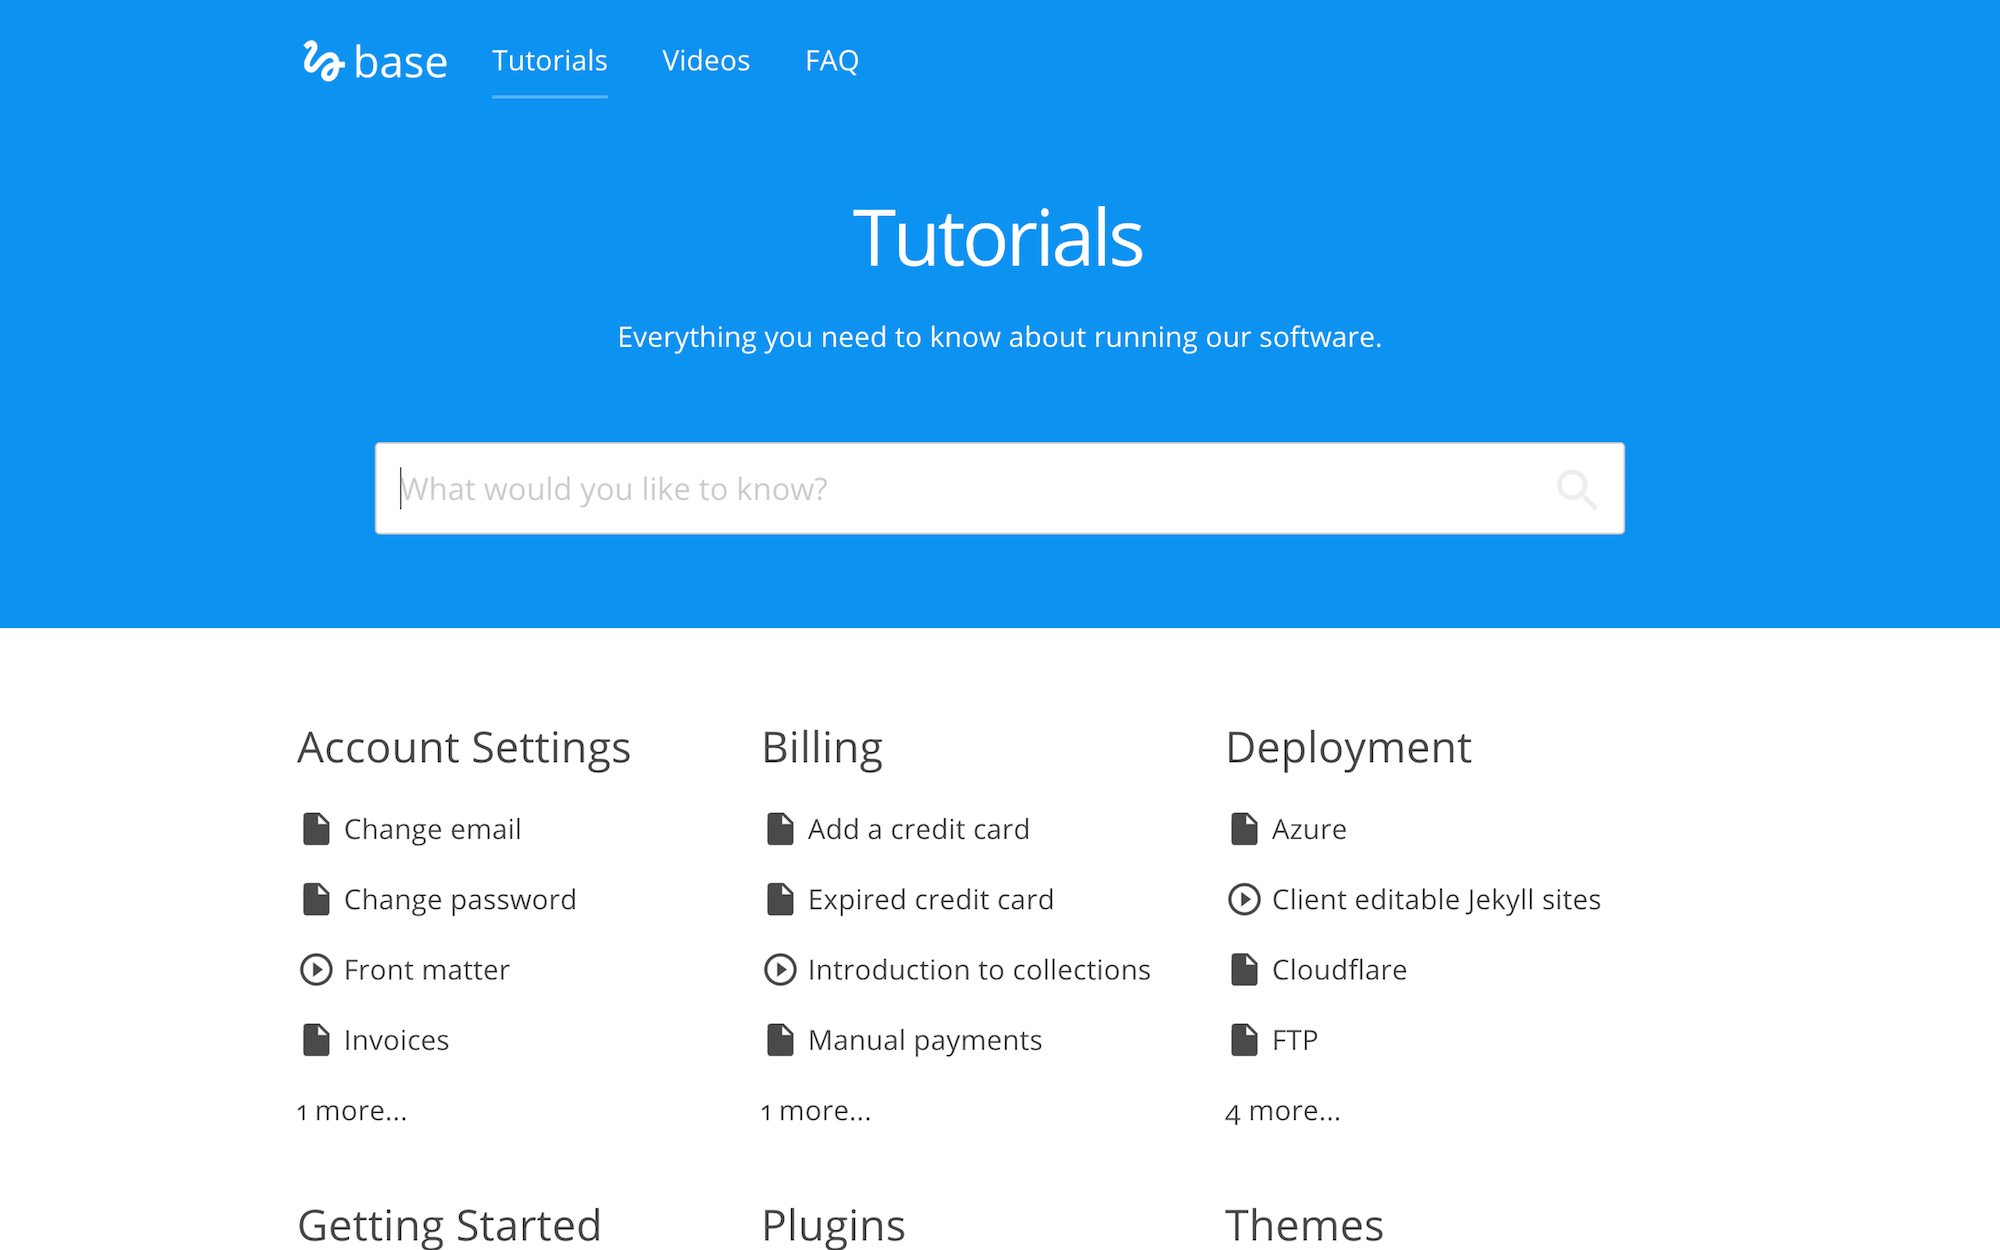 base Tutorials Videos FAQ
Tutorials
Everything you need to know about running our software.
What would you like to know?
Account Settings
Change email
Change password
Front matter
Invoices
1 more...
Billing
Add a credit card
Expired credit card
Introduction to collections
Manual payments
1 more...
Deployment
Azure
Client editable Jekyll sites
Cloudflare
FTP
4 more...
Getting Started
Plugins
Themes